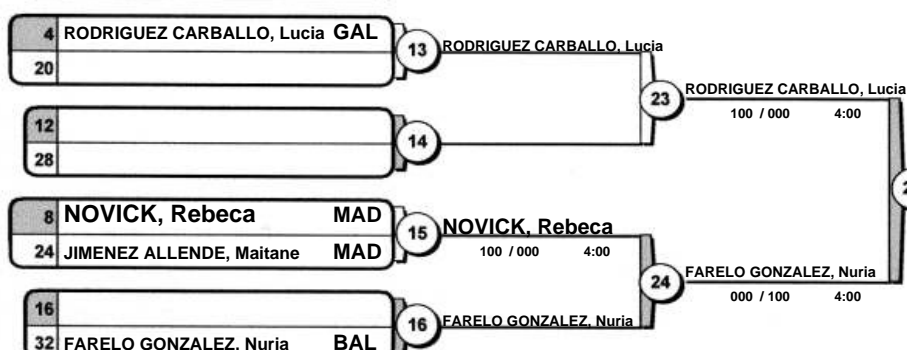 4 RODRIGUEZ CARBALLO, Lucia GAL
20
13 RODRIGUEZ CARBALLO, Lucia
23 RODRIGUEZ CARBALLO, Lucia
100 / 000 4:00
12
28
14
8 NOVICK, Rebeca MAD
24 JIMENEZ ALLENDE, Maitane MAD
15 NOVICK, Rebeca
100 / 000 4:00
24 FARELO GONZALEZ, Nuria
000 / 100 4:00
16
32 FARELO GONZALEZ, Nuria BAL
16 FARELO GONZALEZ, Nuria